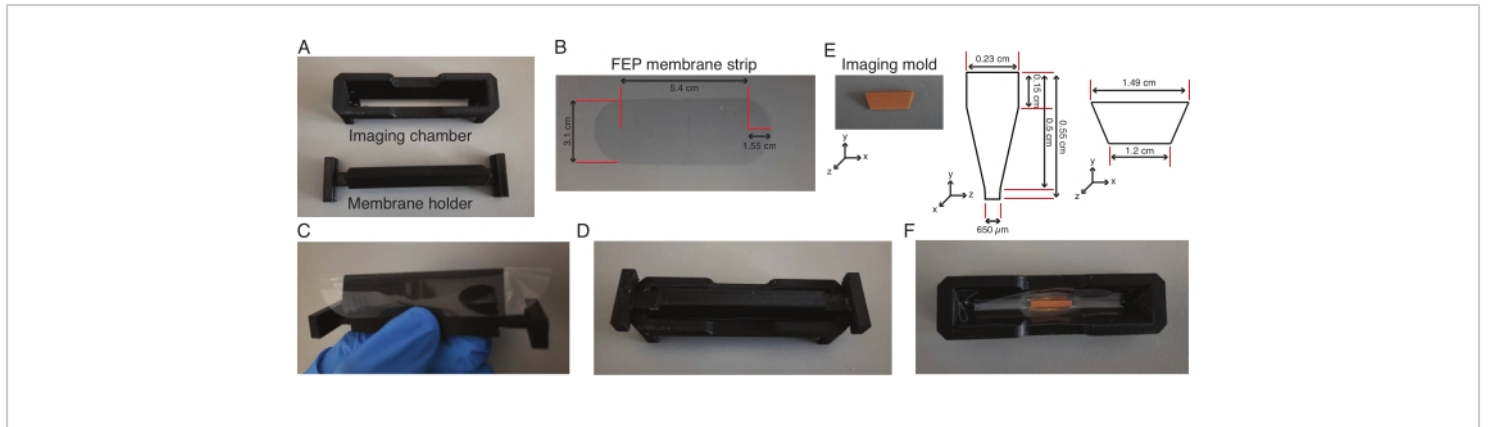 A
Imaging chamber
Membrane holder
B
FEP membrane strip
5.4 cm
3.1 cm
1.55 cm
E
Imaging mold
y
x
z
0.23 cm
0.15 cm
0.5 cm
0.55 cm
y
z
x
650 µm
1.49 cm
1.2 cm
y
x
z
C
D
F